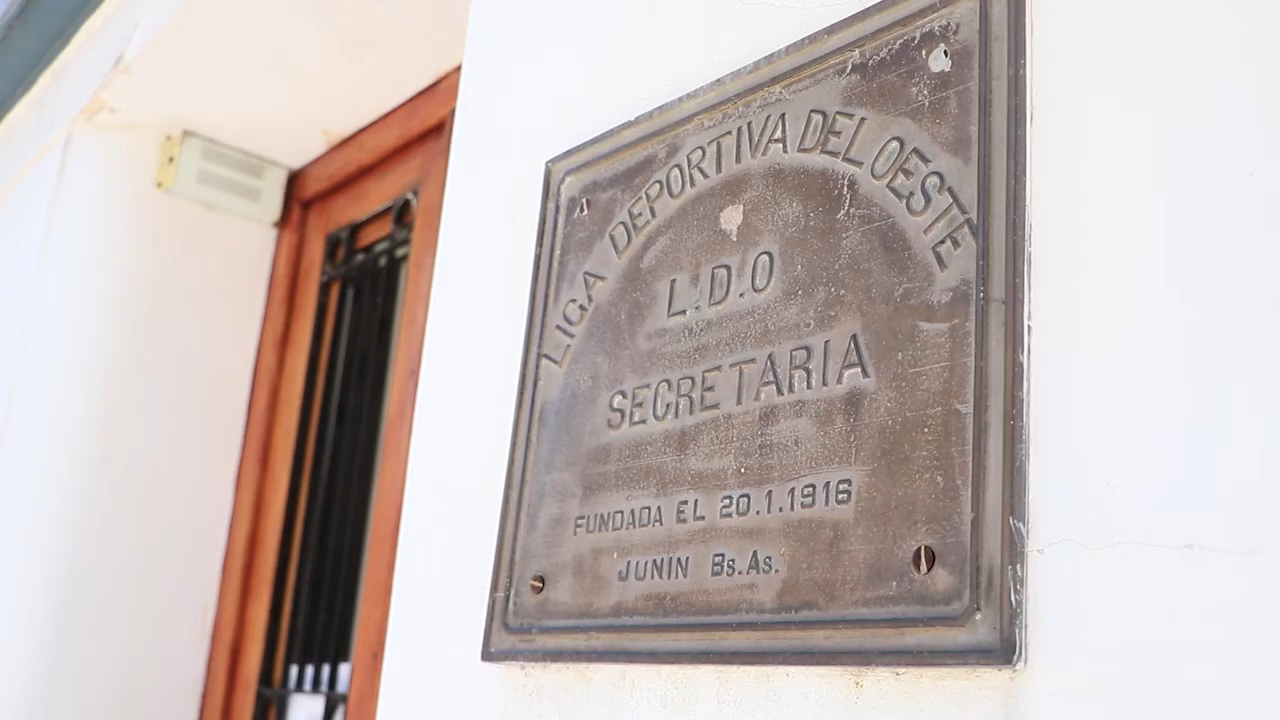 LIGA DEPORTIVA DEL OESTE
L.D.O
SECRETARIA
FUNDADA EL 20.1.1916
JUNIN Bs.As.